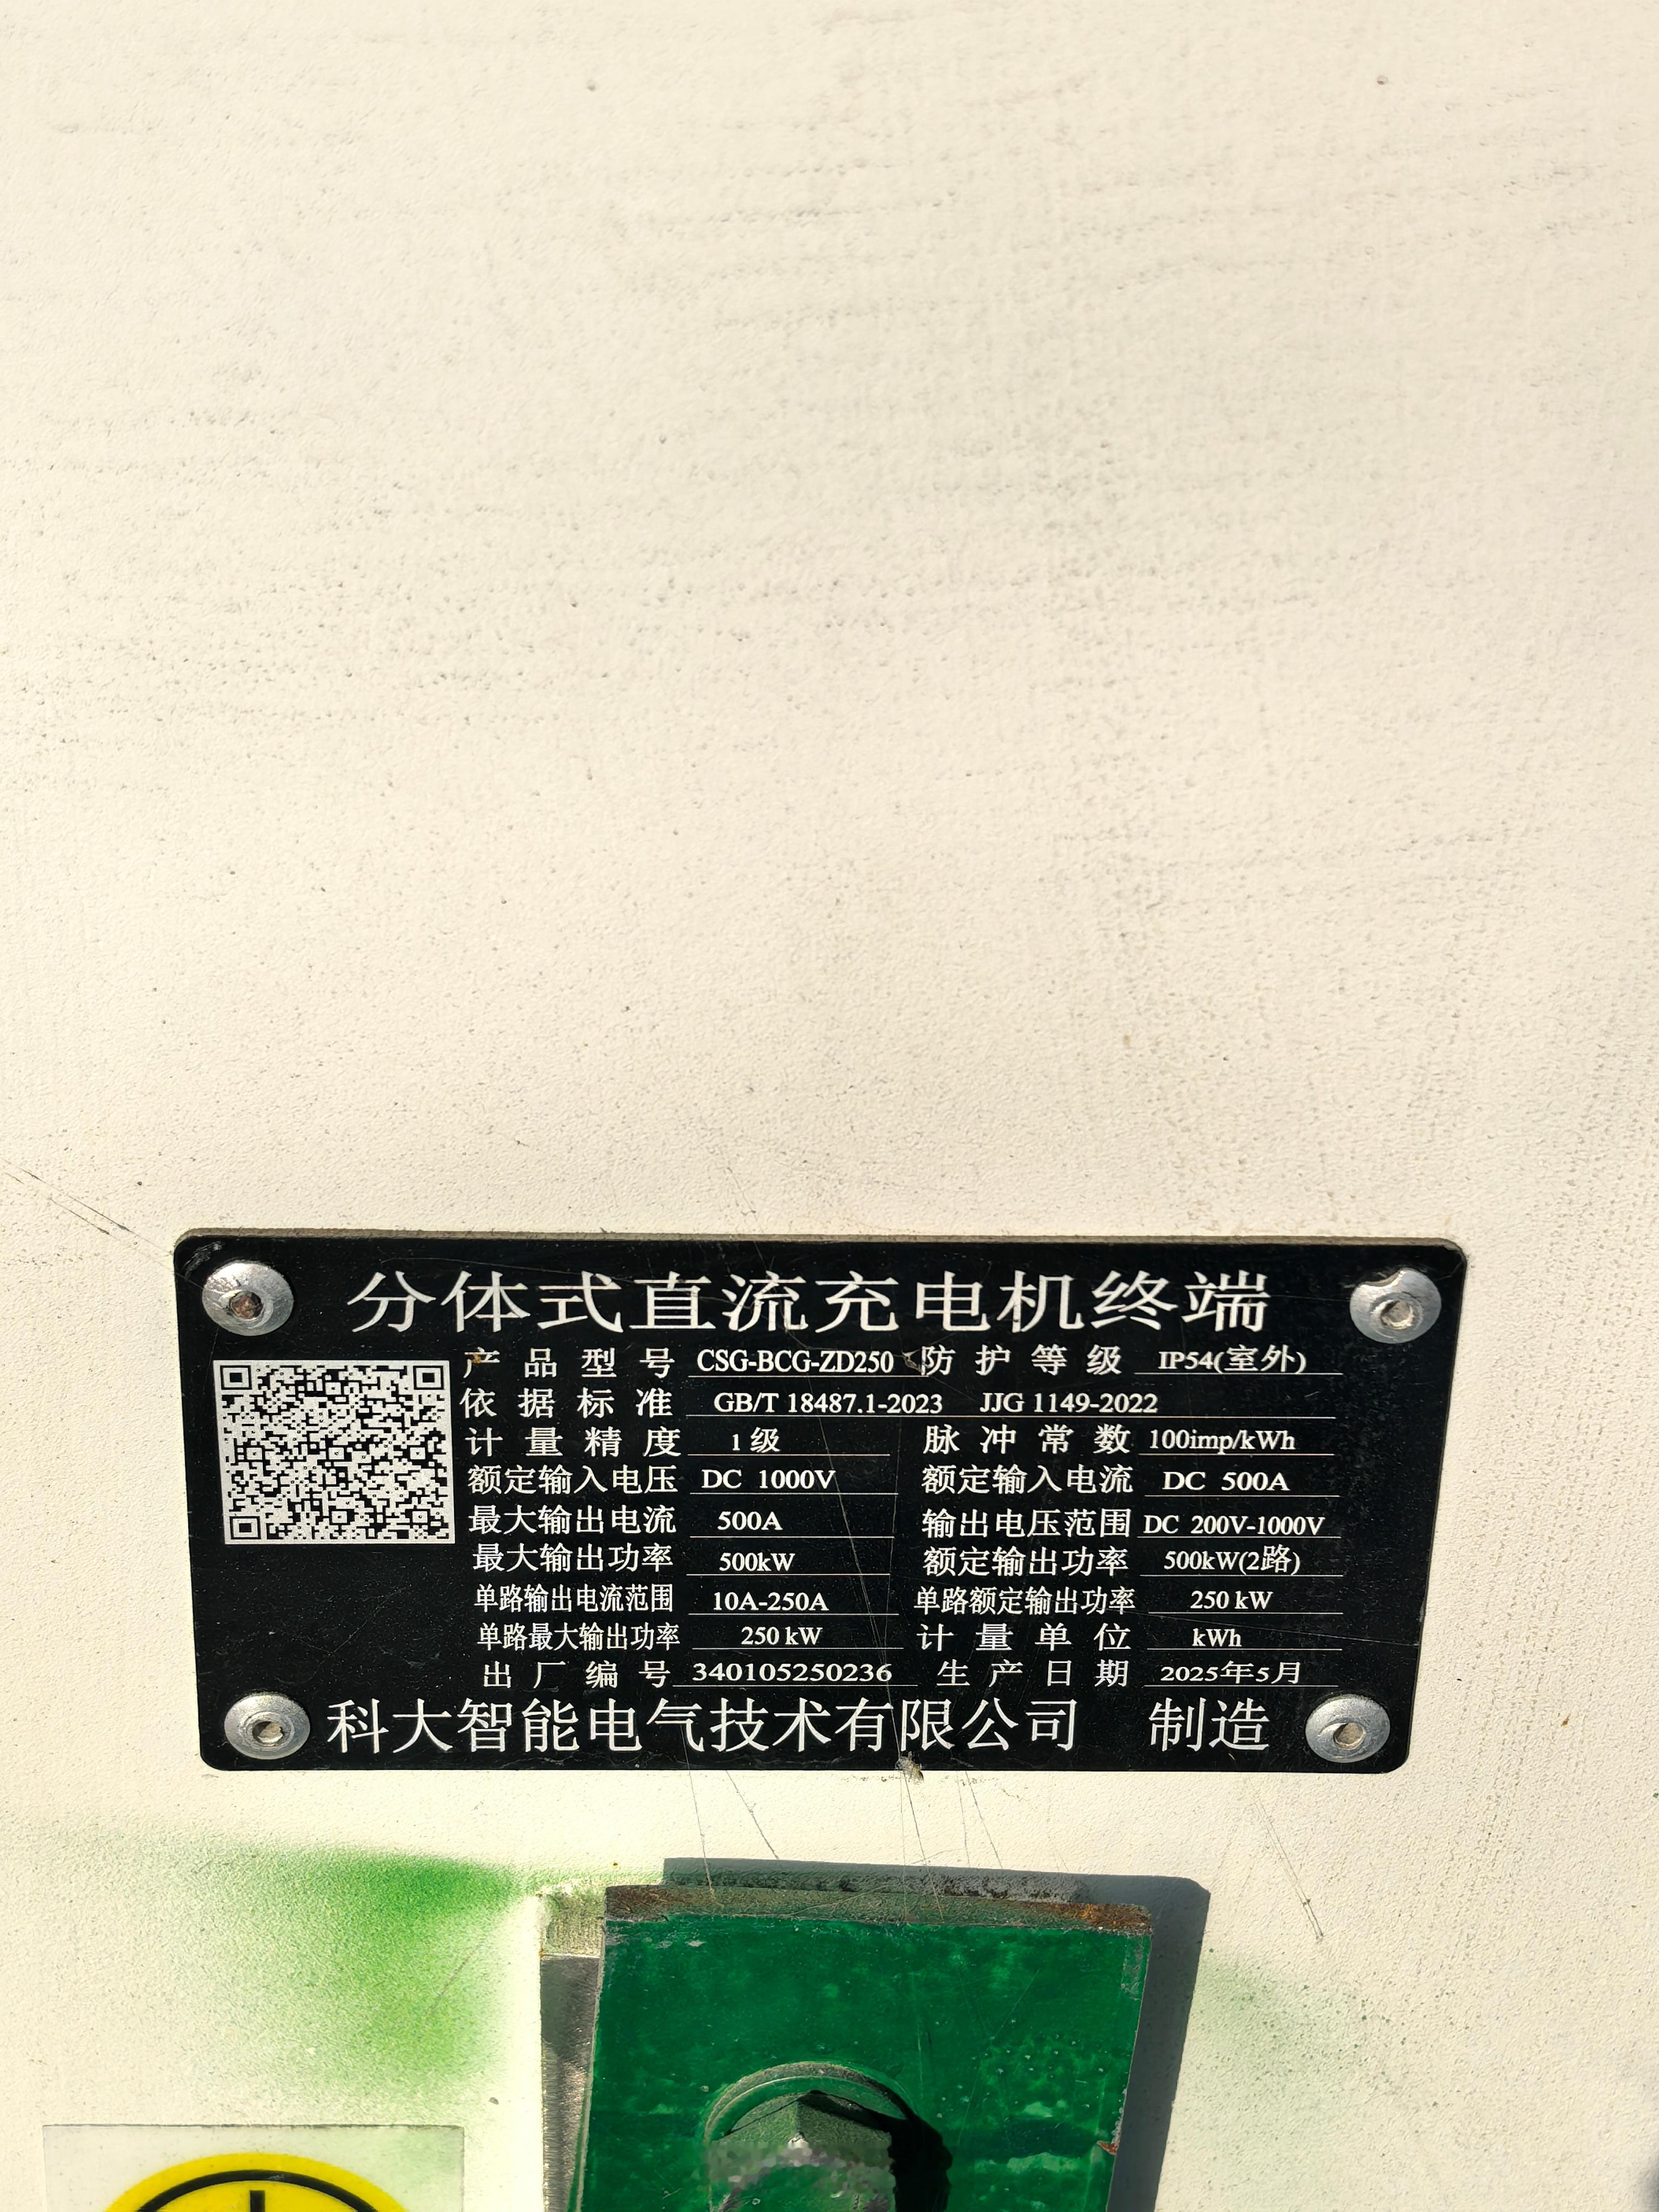 分体式直流充电机终端
产品型号 CSG-BCG-ZD250 防护等级 IP54(室外)
依据标准 GB/T 18487.1-2023 JJG 1149-2022
计量精度 1级 脉冲常数 100imp/kWh
额定输入电压 DC 1000V 额定输入电流 DC 500A
最大输出电流 500A 输出电压范围 DC 200V-1000V
最大输出功率 500kW 额定输出功率 500kW(2路)
单路输出电流范围 10A-250A 单路额定输出功率 250 kW
单路最大输出功率 250 kW 计量单位 kWh
出厂编号 340105250236 生产日期 2025年5月
科大智能电气技术有限公司 制造